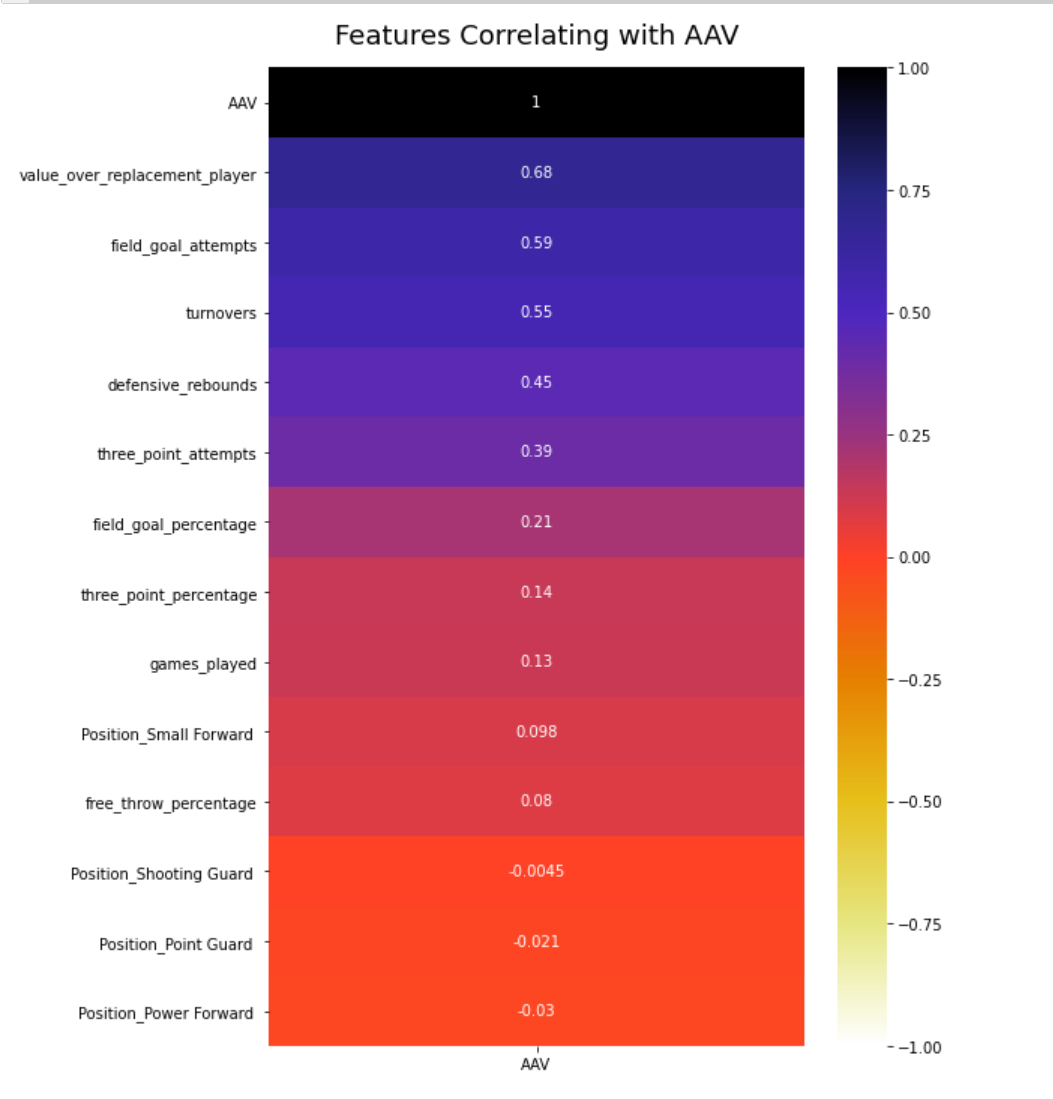 Features Correlating with AAV
AAV
1
value_over_replacement_player
0.68
field_goal_attempts
0.59
turnovers
0.55
defensive_rebounds
0.45
three_point_attempts
0.39
field_goal_percentage
0.21
three_point_percentage
0.14
games_played
0.13
Position_Small Forward
0.098
free_throw_percentage
0.08
Position_Shooting Guard
-0.0045
Position_Point Guard
-0.021
Position_Power Forward
-0.03
AAV
1.00
0.75
0.50
0.25
0.00
−0.25
−0.50
−0.75
−1.00